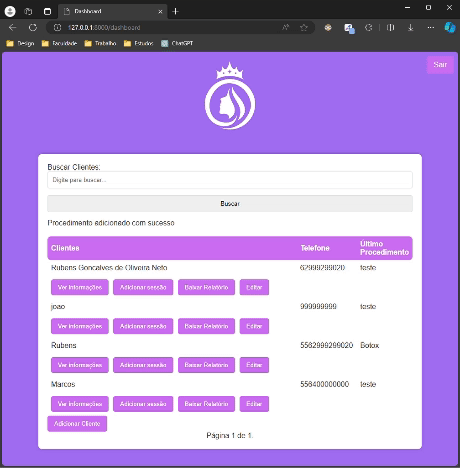 Dashboard
127.0.0.1:8000/dashboard
Design Faculdade Trabalho Estudos ChatGPT
Sair
Buscar Clientes:
Digite para buscar...
Buscar
Procedimento adicionado com sucesso
Clientes Telefone Último Procedimento
Rubens Goncalves de Oliveira Neto 62999299020 teste
Ver Informações Adicionar sessão Baixar Relatório Editar
joao 999999999 teste
Ver Informações Adicionar sessão Baixar Relatório Editar
Rubens 5562999299020 Botox
Ver Informações Adicionar sessão Baixar Relatório Editar
Marcos 556400000000 teste
Ver Informações Adicionar sessão Baixar Relatório Editar
Adicionar Cliente
Página 1 de 1.